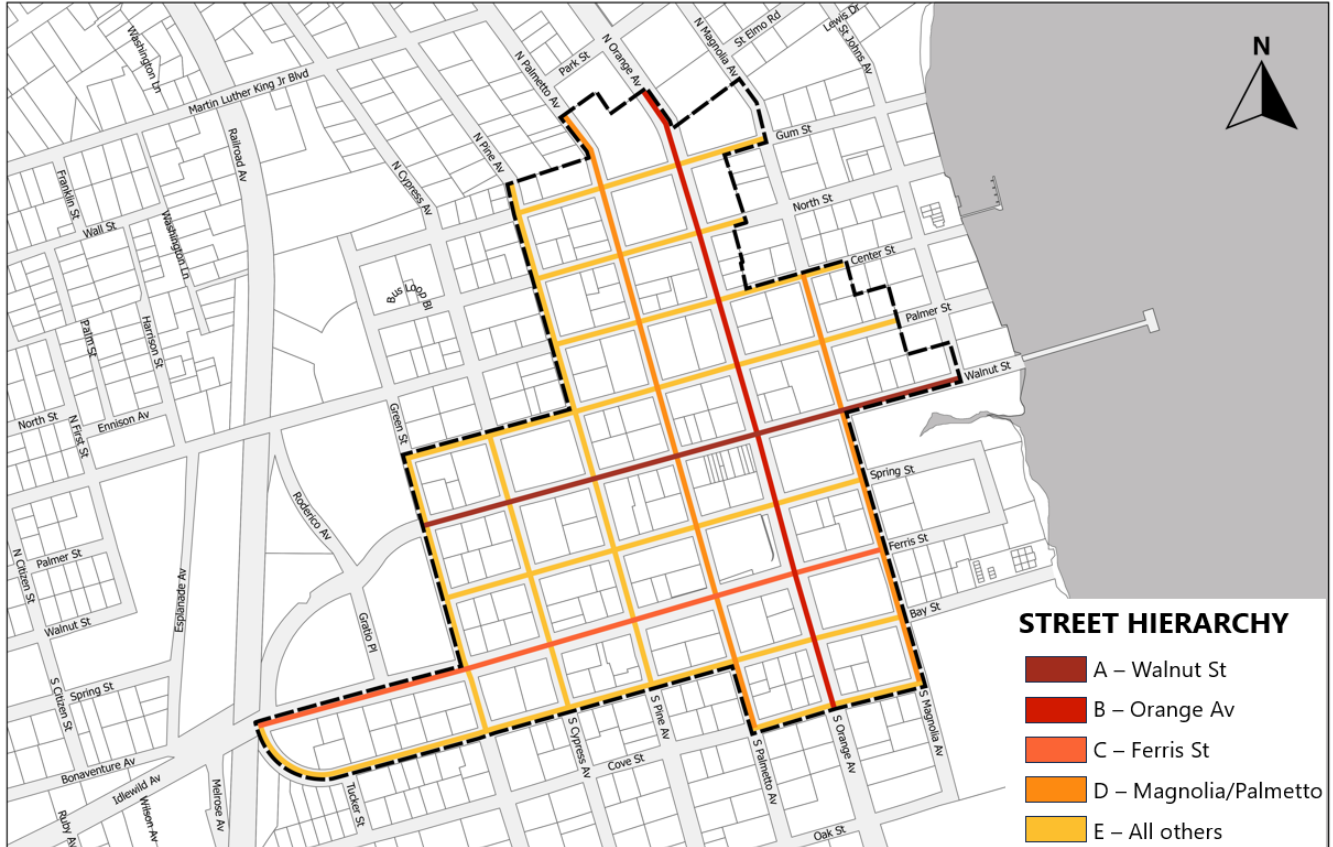 Washington Ln
Martin Luther King Jr Blvd
Railroad Av
N Palmetto Av
Park St
N Orange Av
N Magnolia Av
St Elmo Rd
Lewis Dr
St Johns Av
N
Gum St
N Pine Av
N Cypress Av
Franklin St
Wall St
Washington Ln
North St
Center St
Bus Loop Bl
Palm St
Harrison St
Palmer St
Walnut St
North St
N First St
Ennison Av
Green St
Spring St
Roderico Av
Ferris St
N Citizen St
Palmer St
Esplanade Av
Walnut St
Gratio Pl
Bay St
Spring St
S Citizen St
S Pine Av
S Cypress Av
S Palmetto Av
S Orange Av
S Magnolia Av
Cove St
Bonaventure Av
Idlewild Av
Melrose Av
Tucker St
Ruby Av
Wilson Av
Oak St
STREET HIERARCHY
A – Walnut St
B – Orange Av
C – Ferris St
D – Magnolia/Palmetto
E – All others